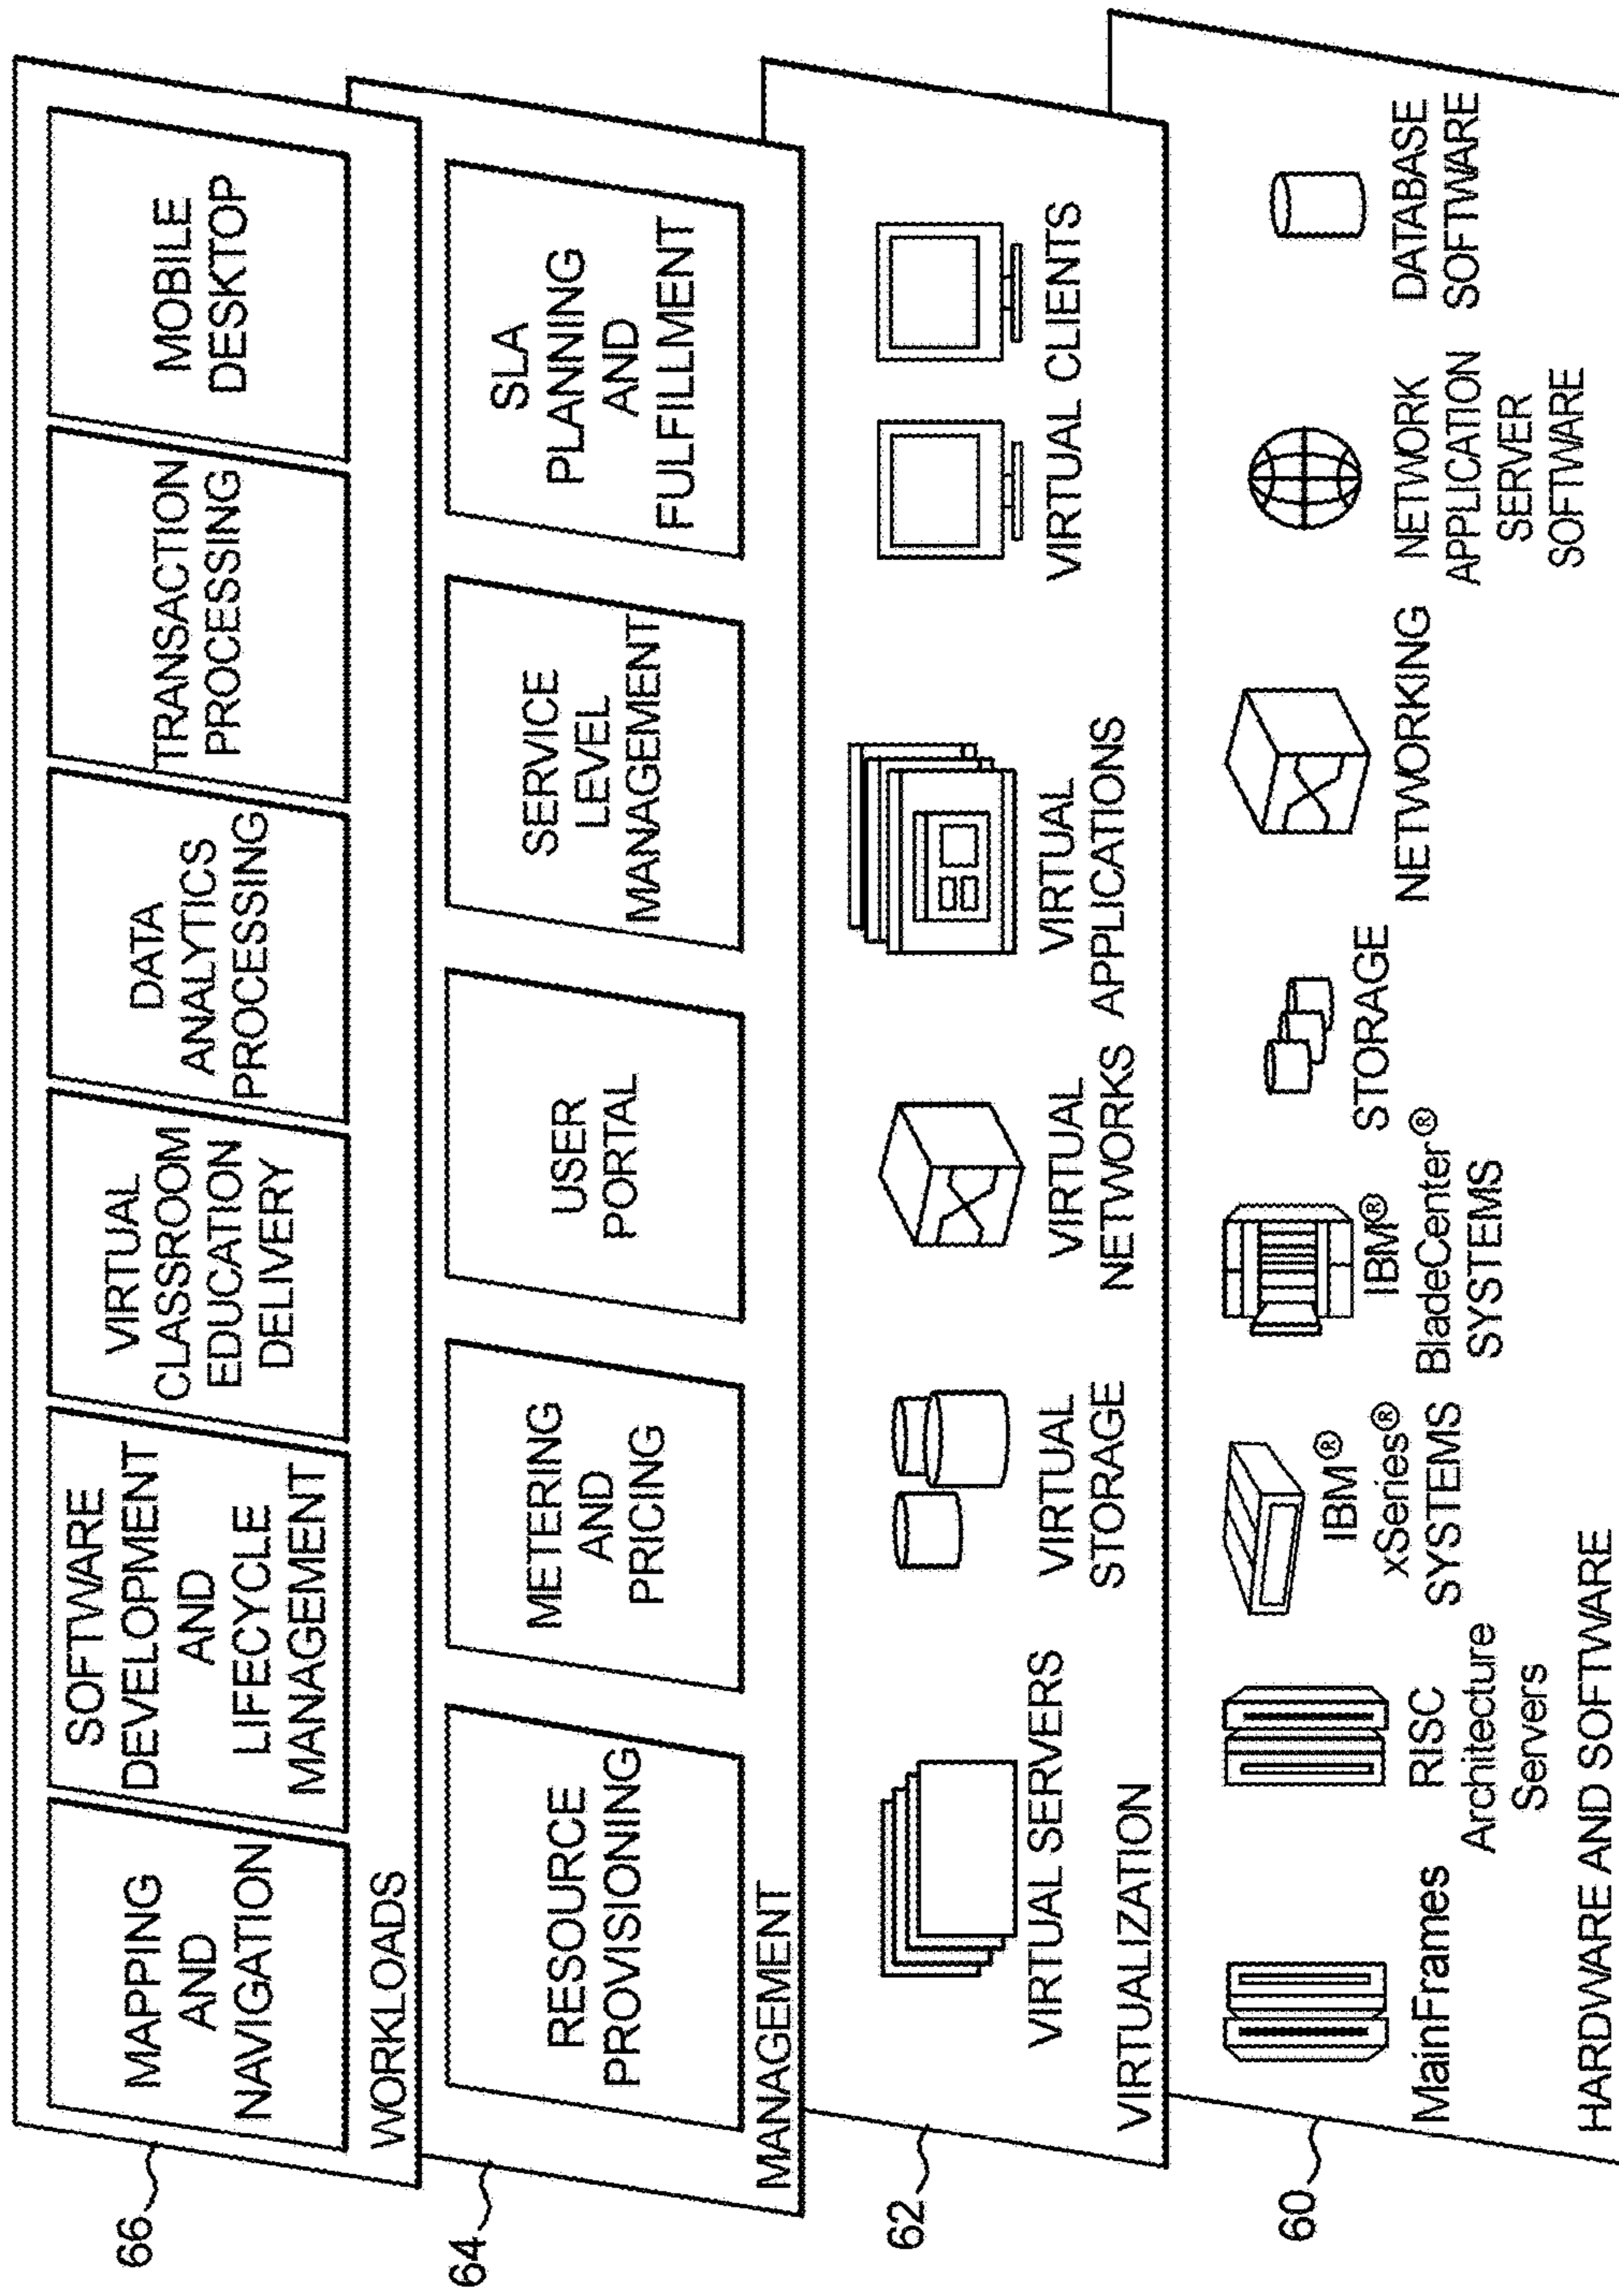 66
MAPPING
AND
NAVIGATION
SOFTWARE
DEVELOPMENT
AND
LIFECYCLE
MANAGEMENT
VIRTUAL
CLASSROOM
EDUCATION
DELIVERY
DATA
ANALYTICS
PROCESSING
TRANSACTION
PROCESSING
MOBILE
DESKTOP
WORKLOADS
64
RESOURCE
PROVISIONING
METERING
AND
PRICING
USER
PORTAL
SERVICE
LEVEL
MANAGEMENT
SLA
PLANNING
AND
FULFILLMENT
MANAGEMENT
62
VIRTUAL SERVERS
VIRTUAL
STORAGE
VIRTUAL
NETWORKS
VIRTUAL
APPLICATIONS
VIRTUAL CLIENTS
VIRTUALIZATION
60
MainFrames
RISC
Architecture
Servers
IBM®
xSeries®
SYSTEMS
IBM®
BladeCenter®
SYSTEMS
STORAGE
NETWORKING
NETWORK
APPLICATION
SERVER
SOFTWARE
DATABASE
SOFTWARE
HARDWARE AND SOFTWARE